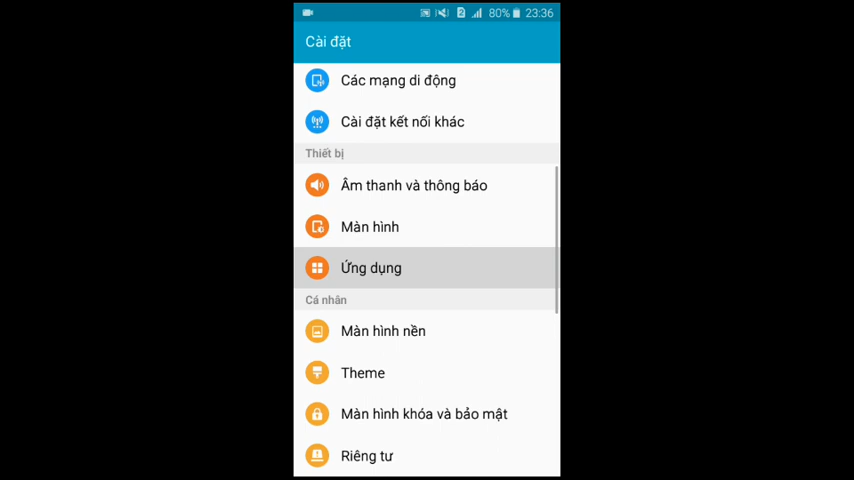 2 80% 23:36
Cài đặt
Các mạng di động
Cài đặt kết nối khác
Thiết bị
Âm thanh và thông báo
Màn hình
Ứng dụng
Cá nhân
Màn hình nền
Theme
Màn hình khóa và bảo mật
Riêng tư